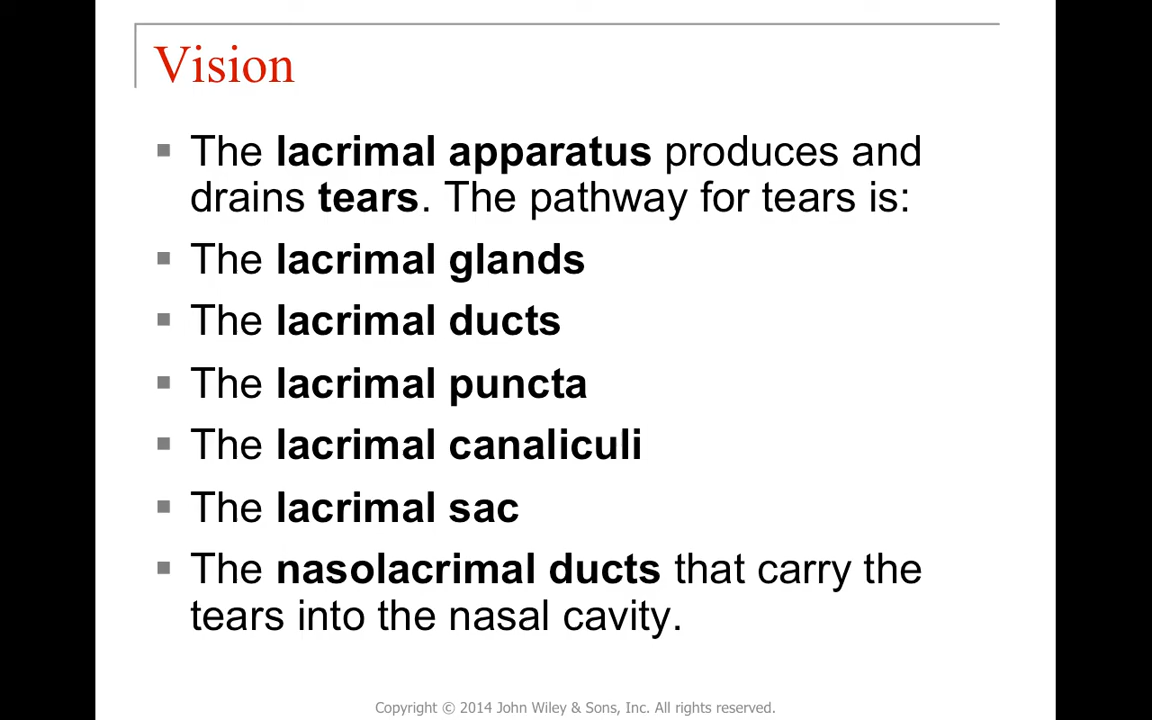 Vision
▪ The lacrimal apparatus produces and
drains tears. The pathway for tears is:
▪ The lacrimal glands
▪ The lacrimal ducts
▪ The lacrimal puncta
▪ The lacrimal canaliculi
▪ The lacrimal sac
▪ The nasolacrimal ducts that carry the
tears into the nasal cavity.
Copyright © 2014 John Wiley & Sons, Inc. All rights reserved.